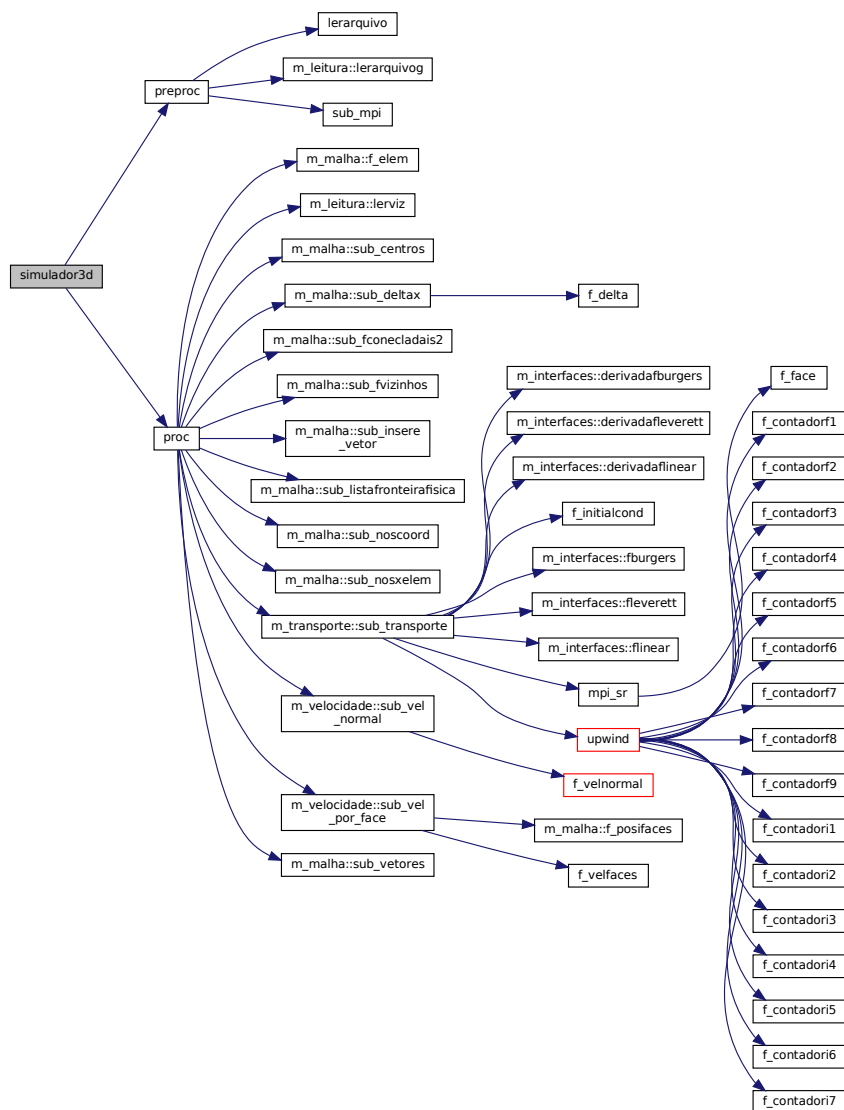 simulador3d
preproc
proc
lerarquivo
m_leitura::lerarquivog
sub_mpi
m_malha::f_elem
m_leitura::lerviz
m_malha::sub_centros
m_malha::sub_deltax
m_malha::sub_fconecladais2
m_malha::sub_fvizinhos
m_malha::sub_insere
_vetor
m_malha::sub_listafronteirafisica
m_malha::sub_noscoord
m_malha::sub_nosxelem
m_transporte::sub_transporte
m_velocidade::sub_vel
_normal
m_velocidade::sub_vel
_por_face
m_malha::sub_vetores
f_delta
m_interfaces::derivadafburgers
m_interfaces::derivadafleverett
m_interfaces::derivadaflinear
f_initialcond
m_interfaces::fburgers
m_interfaces::fleverett
m_interfaces::flinear
mpi_sr
upwind
f_velnormal
m_malha::f_posifaces
f_velfaces
f_face
f_contadorf1
f_contadorf2
f_contadorf3
f_contadorf4
f_contadorf5
f_contadorf6
f_contadorf7
f_contadorf8
f_contadorf9
f_contadori1
f_contadori2
f_contadori3
f_contadori4
f_contadori5
f_contadori6
f_contadori7